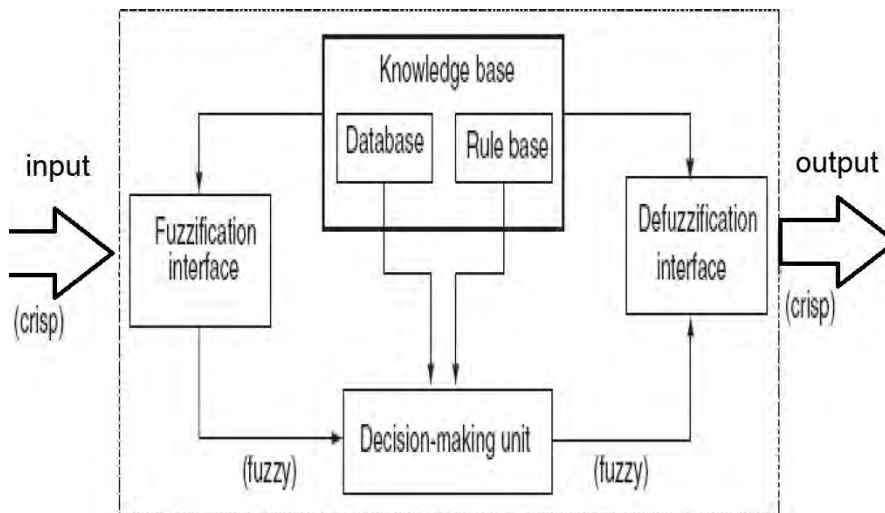 Knowledge base
Database
Rule base
input
output
Fuzzification
interface
Defuzzification
interface
(crisp)
(crisp)
Decision-making unit
(fuzzy)
(fuzzy)